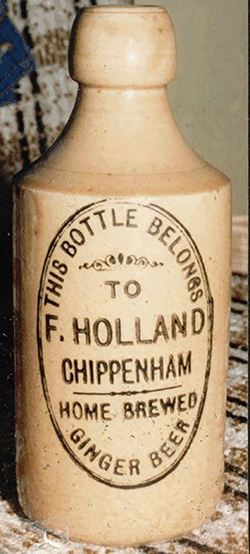 THIS BOTTLE BELONGS
TO
F. HOLLAND
CHIPPENHAM
HOME BREWED
GINGER BEER